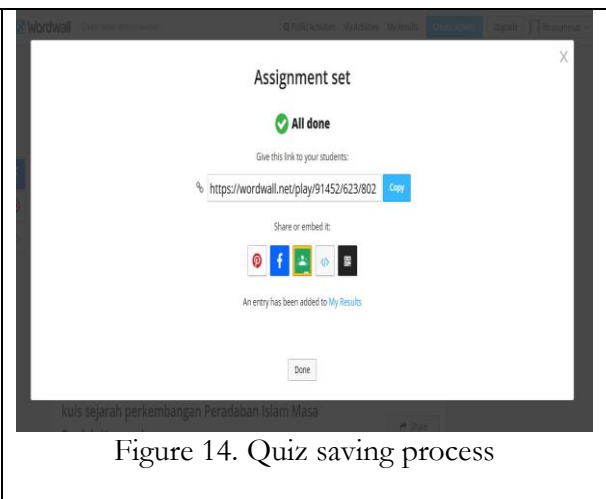 Wordwall
Public Activities My Activities My Results Upgrade
X
Assignment set
All done
Give this link to your students:
https://wordwall.net/play/91452/623/802 Copy
Share or embed it:
An entry has been added to My Results
Done
kuis sejarah perkembangan Peradaban Islam Masa
Share
Figure 14. Quiz saving process